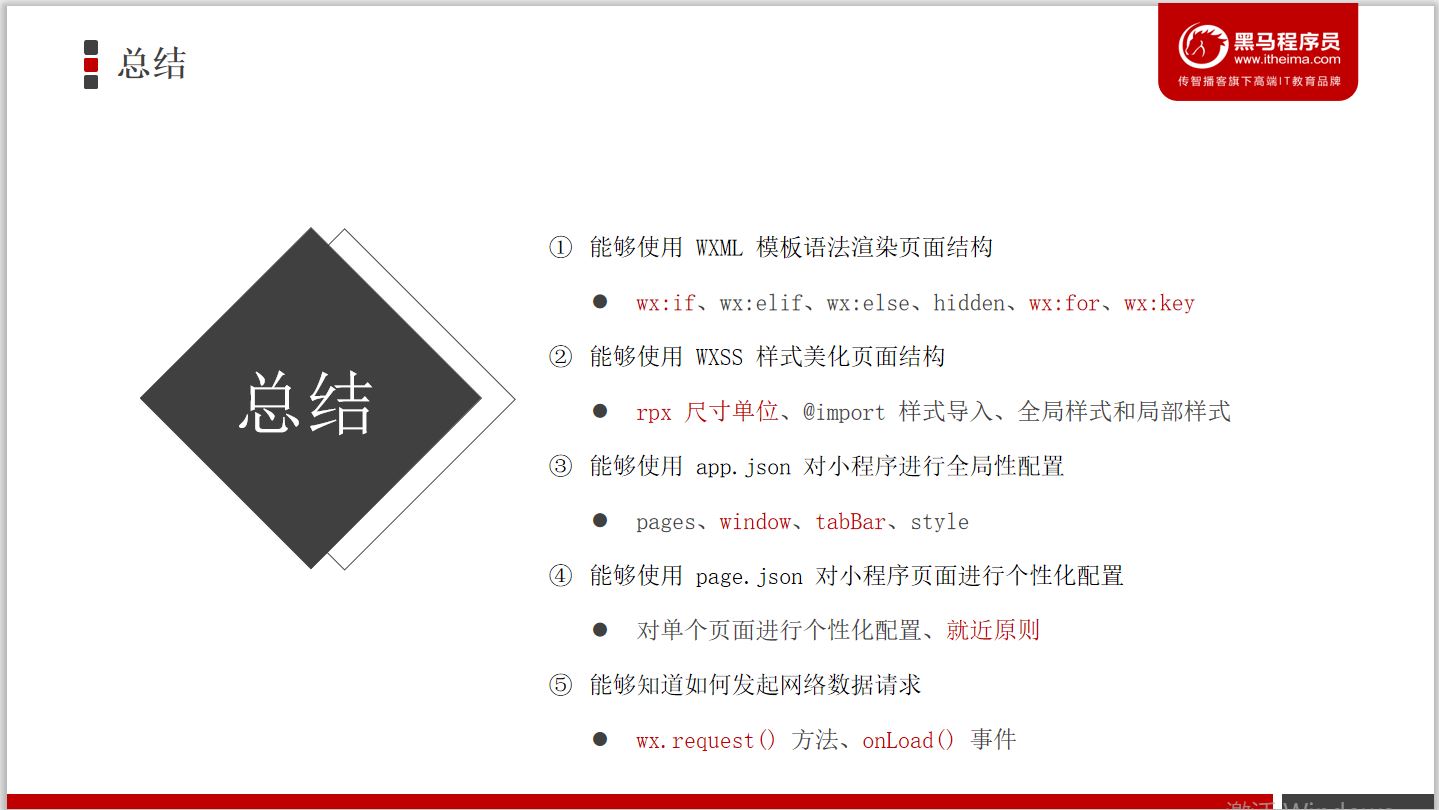 总结
黑马程序员
www.itheima.com
传智播客旗下高端IT教育品牌
总结
① 能够使用 WXML 模板语法渲染页面结构
● wx:if、wx:elif、wx:else、hidden、wx:for、wx:key
② 能够使用 WXSS 样式美化页面结构
● rpx 尺寸单位、@import 样式导入、全局样式和局部样式
③ 能够使用 app.json 对小程序进行全局性配置
● pages、window、tabBar、style
④ 能够使用 page.json 对小程序页面进行个性化配置
● 对单个页面进行个性化配置、就近原则
⑤ 能够知道如何发起网络数据请求
● wx.request() 方法、onLoad() 事件
激活 Windows